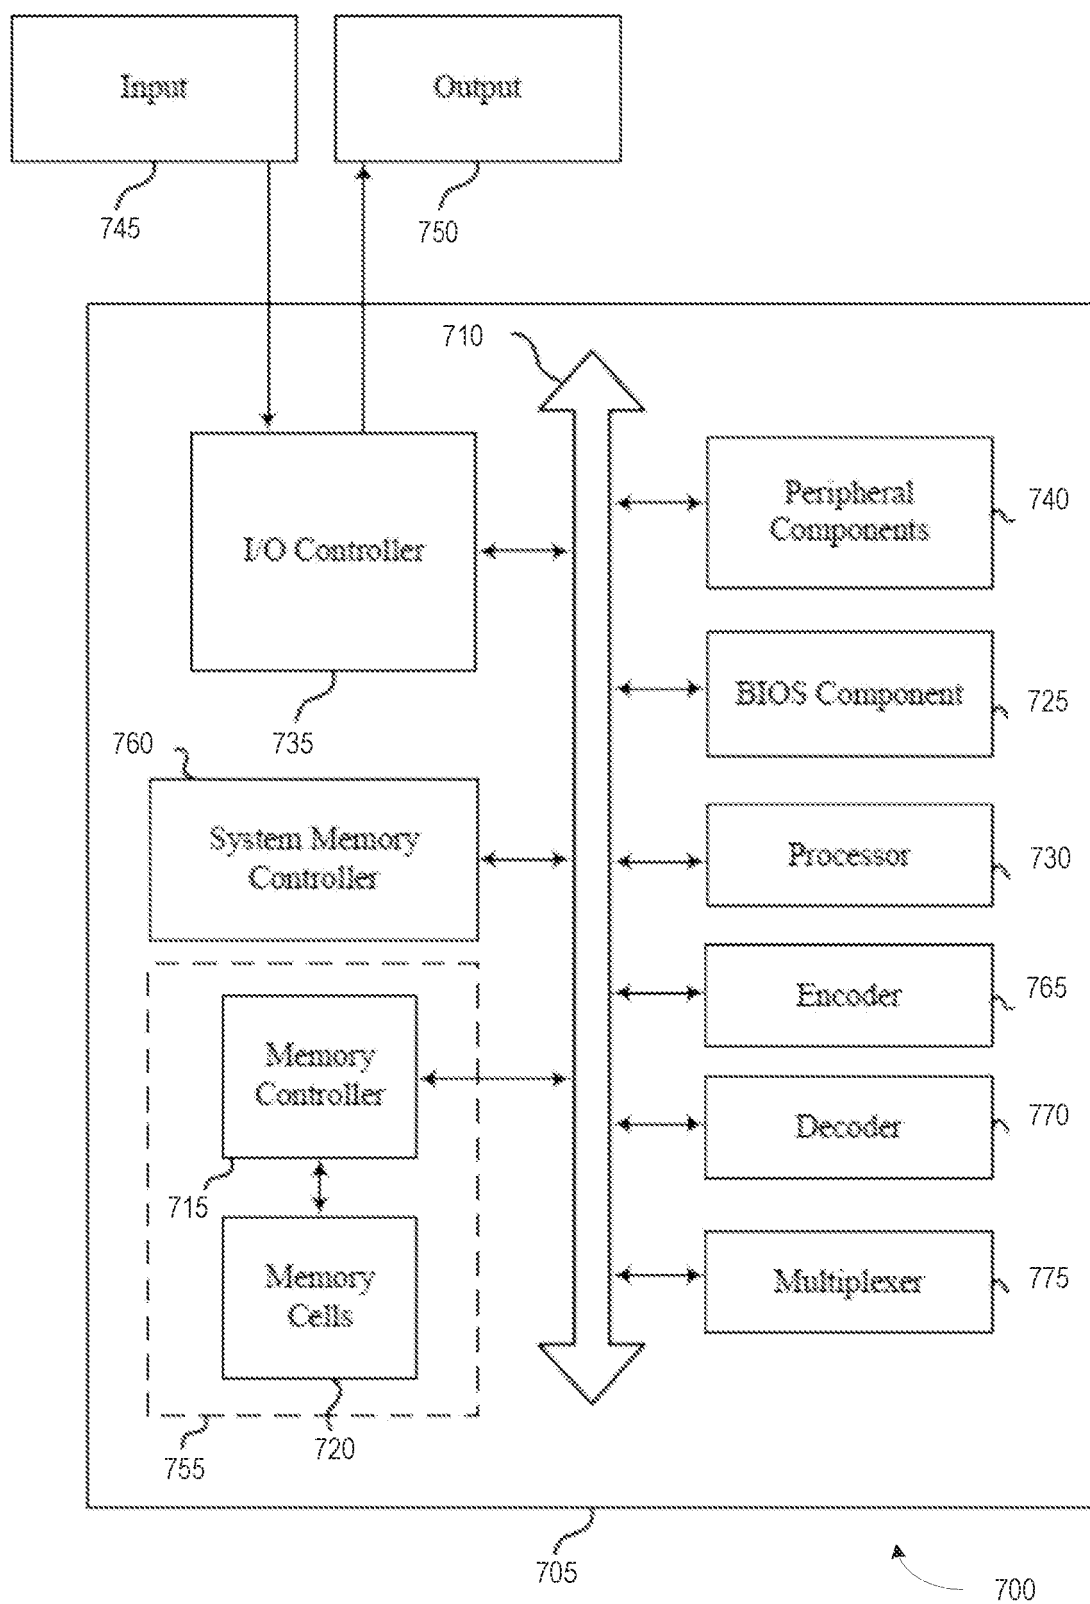 Input
Output
745
750
710
I/O Controller
735
Peripheral
Components
740
BIOS Component
725
760
System Memory
Controller
Processor
730
Encoder
765
Memory
Controller
715
Decoder
770
Memory
Cells
720
755
Multiplexer
775
705
700